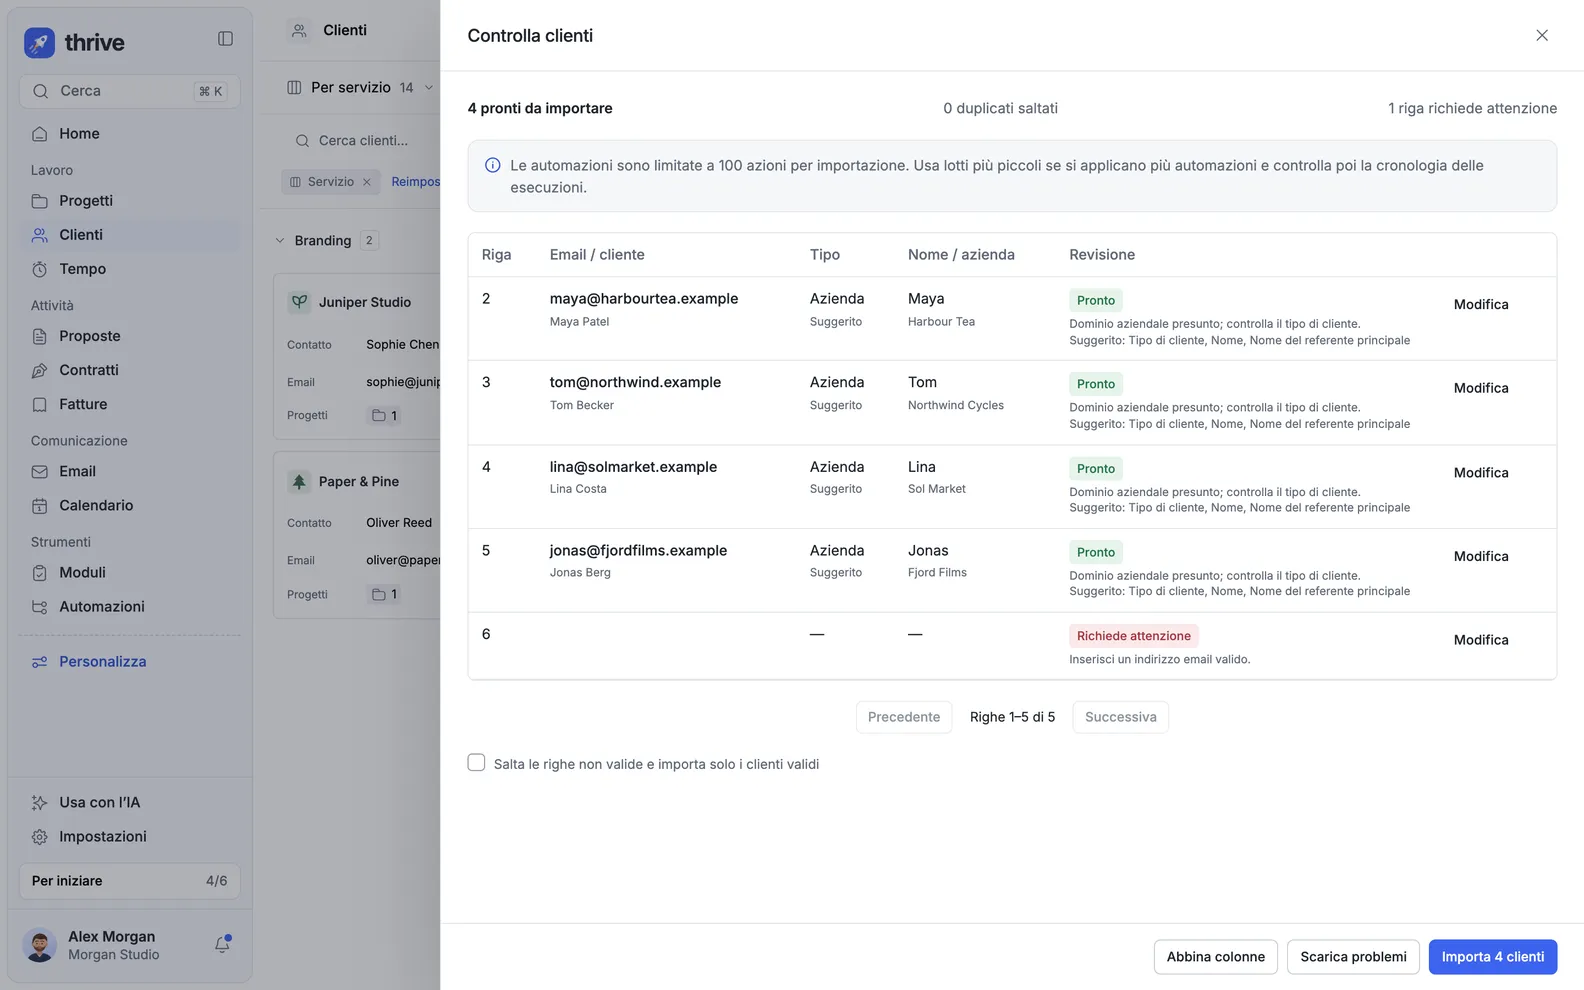 thrive
Cerca
⌘ K
Home
Lavoro
Progetti
Clienti
Tempo
Attività
Proposte
Contratti
Fatture
Comunicazione
Email
Calendario
Strumenti
Moduli
Automazioni
Personalizza
Usa con l'IA
Impostazioni
Per iniziare 4/6
Alex Morgan
Morgan Studio
Clienti
Per servizio 14
Cerca clienti...
Servizio
Reimpos
Branding 2
Juniper Studio
Contatto Sophie Chen
Email sophie@juni
Progetti 1
Paper & Pine
Contatto Oliver Reed
Email oliver@pape
Progetti 1
Controlla clienti
4 pronti da importare 0 duplicati saltati 1 riga richiede attenzione
Le automazioni sono limitate a 100 azioni per importazione. Usa lotti più piccoli se si applicano più automazioni e controlla poi la cronologia delle
esecuzioni.
Riga Email / cliente Tipo Nome / azienda Revisione
2 maya@harbourtea.example Azienda Maya Pronto Modifica
Maya Patel Suggerito Harbour Tea Dominio aziendale presunto; controlla il tipo di cliente.
Suggerito: Tipo di cliente, Nome, Nome del referente principale
3 tom@northwind.example Azienda Tom Pronto Modifica
Tom Becker Suggerito Northwind Cycles Dominio aziendale presunto; controlla il tipo di cliente.
Suggerito: Tipo di cliente, Nome, Nome del referente principale
4 lina@solmarket.example Azienda Lina Pronto Modifica
Lina Costa Suggerito Sol Market Dominio aziendale presunto; controlla il tipo di cliente.
Suggerito: Tipo di cliente, Nome, Nome del referente principale
5 jonas@fjordfilms.example Azienda Jonas Pronto Modifica
Jonas Berg Suggerito Fjord Films Dominio aziendale presunto; controlla il tipo di cliente.
Suggerito: Tipo di cliente, Nome, Nome del referente principale
6 — — Richiede attenzione Modifica
Inserisci un indirizzo email valido.
Precedente Righe 1–5 di 5 Successiva
Salta le righe non valide e importa solo i clienti validi
Abbina colonne Scarica problemi Importa 4 clienti